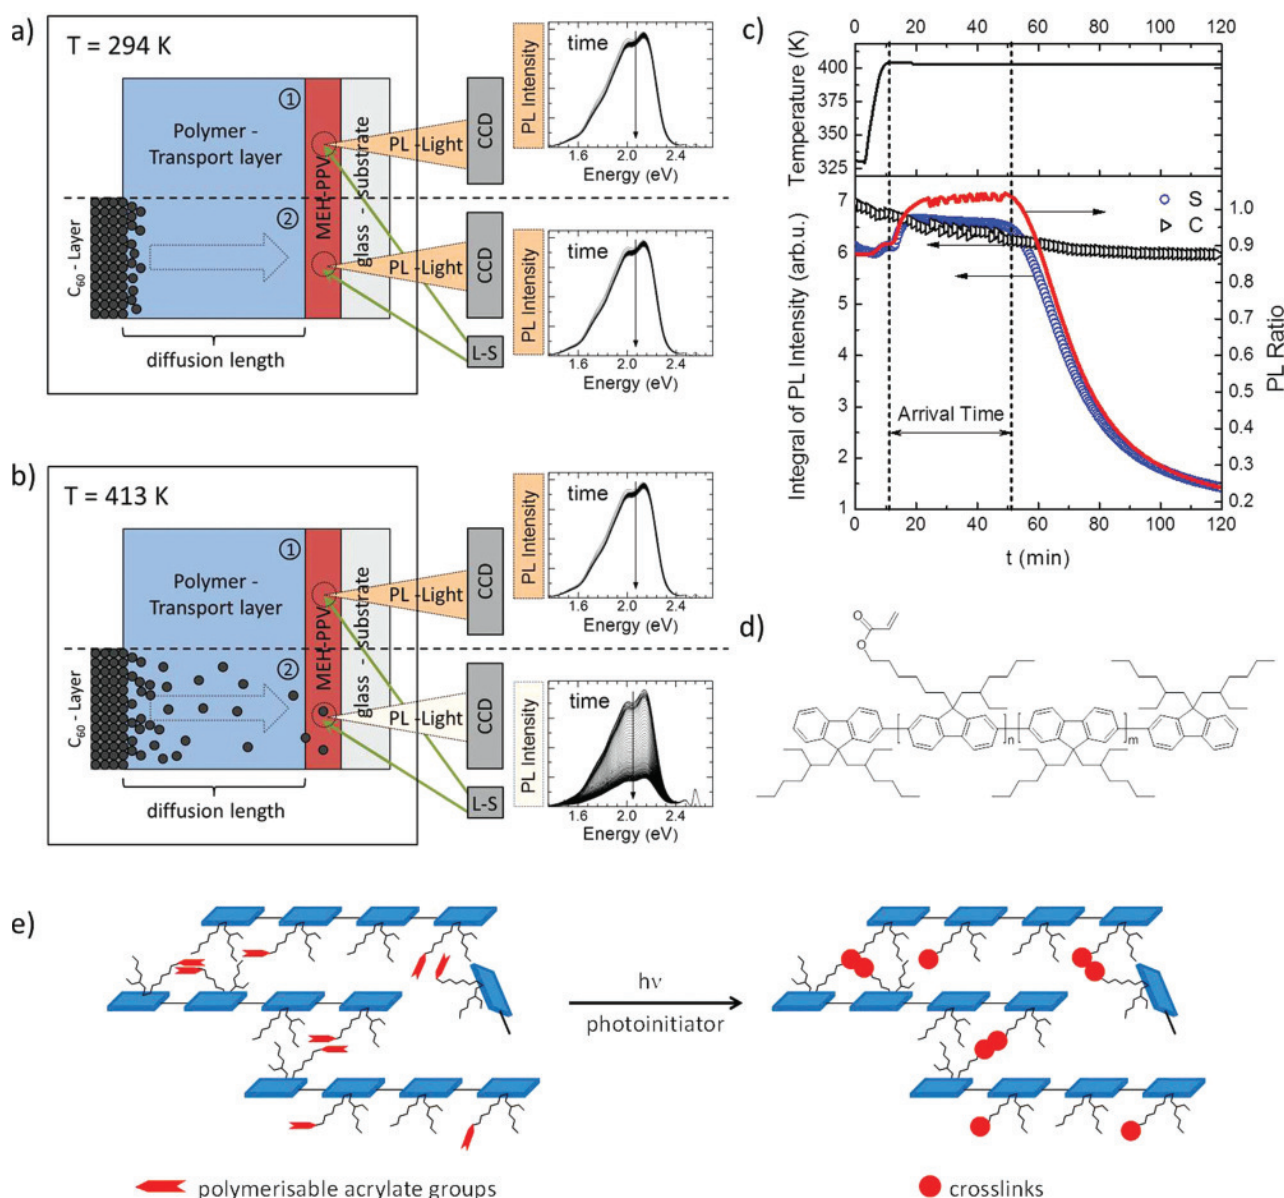 a)
T = 294 K
Polymer -
Transport layer
①
②
C60 - Layer
MEH-PPV
glass - substrate
diffusion length
PL -Light
CCD
PL -Light
CCD
L-S
PL Intensity
time
1.6 2.0 2.4
Energy (eV)
PL Intensity
time
1.6 2.0 2.4
Energy (eV)
b)
T = 413 K
Polymer -
Transport layer
①
②
C60 - Layer
MEH-PPV
glass - substrate
diffusion length
PL -Light
CCD
PL -Light
CCD
L-S
PL Intensity
time
1.6 2.0 2.4
Energy (eV)
PL Intensity
time
1.6 2.0 2.4
Energy (eV)
c)
0 20 40 60 80 100 120
Temperature (K)
400
375
350
325
Integral of PL Intensity (arb.u.)
7
6
5
4
3
2
1
S
C
Arrival Time
1.0
0.9
0.8
0.7
0.6
0.5
0.4
0.3
0.2
PL Ratio
0 20 40 60 80 100 120
t (min)
d)
O
O
n
m
e)
hν
photoinitiator
polymerisable acrylate groups
crosslinks